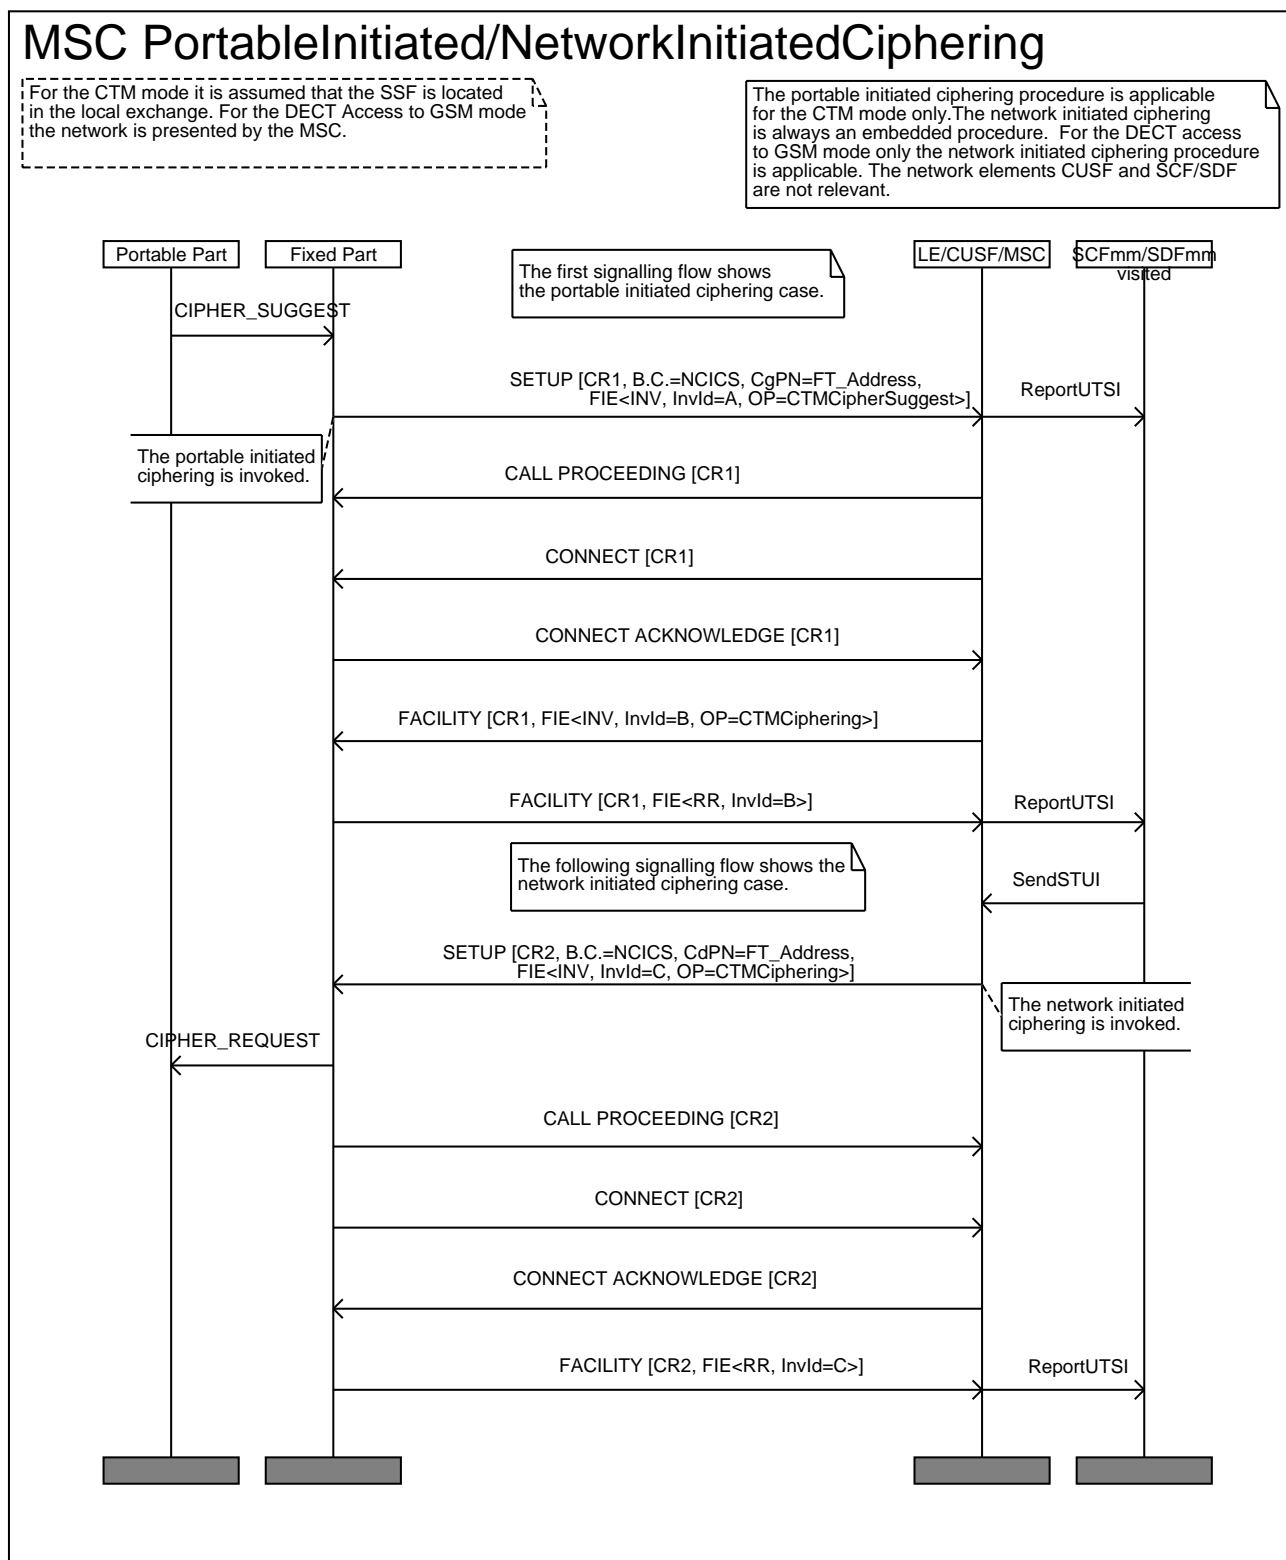 MSC PortableInitiated/NetworkInitiatedCiphering
For the CTM mode it is assumed that the SSF is located
in the local exchange. For the DECT Access to GSM mode
the network is presented by the MSC.
The portable initiated ciphering procedure is applicable
for the CTM mode only.The network initiated ciphering
is always an embedded procedure.  For the DECT access
to GSM mode only the network initiated ciphering procedure
is applicable. The network elements CUSF and SCF/SDF
are not relevant.
Portable Part
Fixed Part
LE/CUSF/MSC
SCFmm/SDFmm
visited
The first signalling flow shows
the portable initiated ciphering case.
CIPHER_SUGGEST
SETUP [CR1, B.C.=NCICS, CgPN=FT_Address,
FIE<INV, InvId=A, OP=CTMCipherSuggest>]
ReportUTSI
The portable initiated
ciphering is invoked.
CALL PROCEEDING [CR1]
CONNECT [CR1]
CONNECT ACKNOWLEDGE [CR1]
FACILITY [CR1, FIE<INV, InvId=B, OP=CTMCiphering>]
FACILITY [CR1, FIE<RR, InvId=B>]
ReportUTSI
The following signalling flow shows the
network initiated ciphering case.
SendSTUI
SETUP [CR2, B.C.=NCICS, CdPN=FT_Address,
FIE<INV, InvId=C, OP=CTMCiphering>]
The network initiated
ciphering is invoked.
CIPHER_REQUEST
CALL PROCEEDING [CR2]
CONNECT [CR2]
CONNECT ACKNOWLEDGE [CR2]
FACILITY [CR2, FIE<RR, InvId=C>]
ReportUTSI